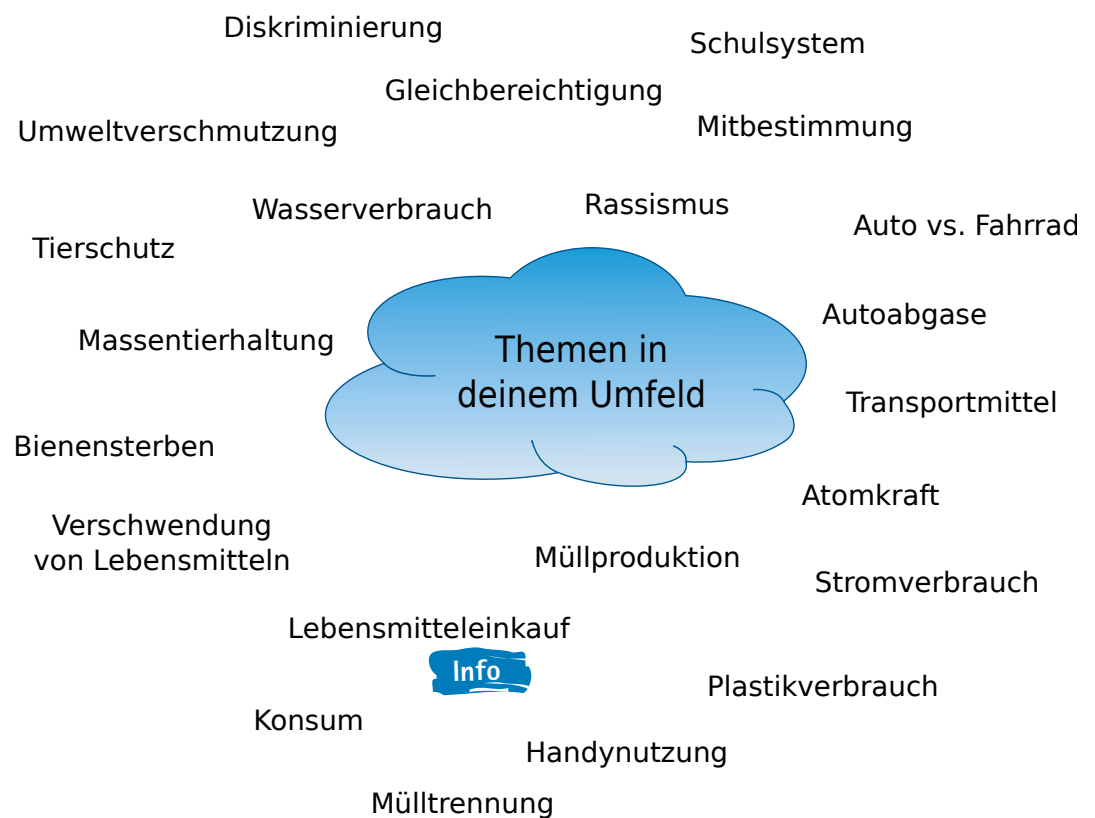 Diskriminierung
Schulsystem
Gleichbereichtigung
Umweltverschmutzung
Mitbestimmung
Wasserverbrauch
Rassismus
Auto vs. Fahrrad
Tierschutz
Autoabgase
Massentierhaltung
Themen in
deinem Umfeld
Transportmittel
Bienensterben
Atomkraft
Verschwendung
von Lebensmitteln
Müllproduktion
Stromverbrauch
Lebensmitteleinkauf
Info
Plastikverbrauch
Konsum
Handynutzung
Mülltrennung